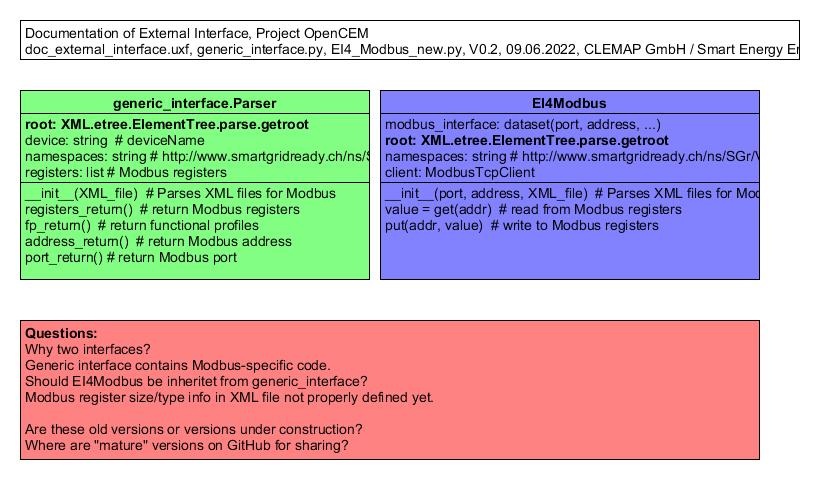 Documentation of External Interface, Project OpenCEM
doc_external_interface.uxf, generic_interface.py, EI4_Modbus_new.py, V0.2, 09.06.2022, CLEMAP GmbH / Smart Energy
generic_interface.Parser
root: XML.etree.ElementTree.parse.getroot
device: string # deviceName
namespaces: string # http://www.smartgridready.ch/ns/
registers: list # Modbus registers
__init__(XML_file) # Parses XML files for Modbus
registers_return() # return Modbus registers
fp_return() # return functional profiles
address_return() # return Modbus address
port_return() # return Modbus port
EI4Modbus
modbus_interface: dataset(port, address, ...)
root: XML.etree.ElementTree.parse.getroot
namespaces: string # http://www.smartgridready.ch/ns/SGr/
client: ModbusTcpClient
__init__(port, address, XML_file) # Parses XML files for Mod
value = get(addr) # read from Modbus registers
put(addr, value) # write to Modbus registers
Questions:
Why two interfaces?
Generic interface contains Modbus-specific code.
Should EI4Modbus be inheritet from generic_interface?
Modbus register size/type info in XML file not properly defined yet.
Are these old versions or versions under construction?
Where are "mature" versions on GitHub for sharing?